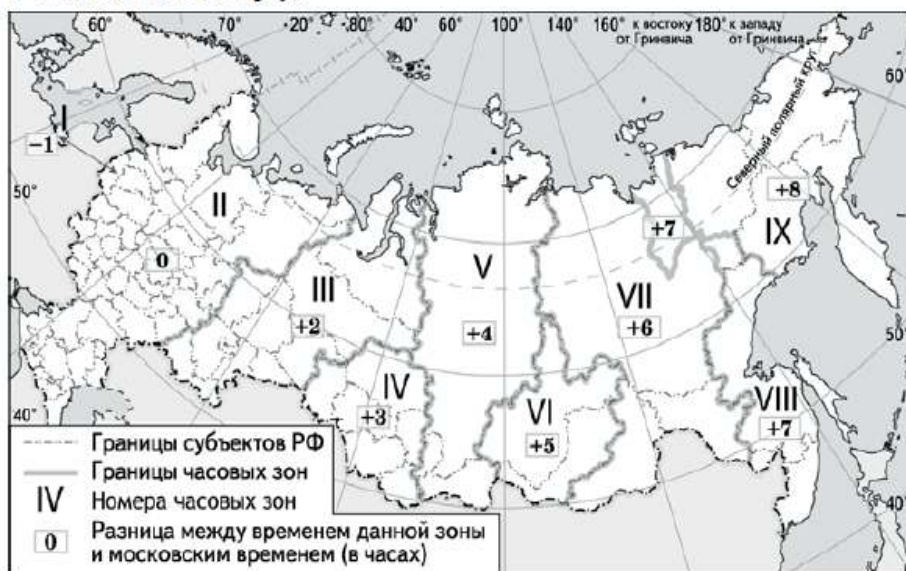 60° 70° 20° 80° 100° 140° 160° к востоку 180° к западу
от Гринвича от Гринвича
60°
Северный полярный круг
I
−1
50°
II
0
III
+2
V
+4
VII
+6
+7
+8
IX
50°
40°
IV
+3
VI
+5
VIII
+7
40°
Границы субъектов РФ
Границы часовых зон
IV Номера часовых зон
0 Разница между временем данной зоны
и московским временем (в часах)